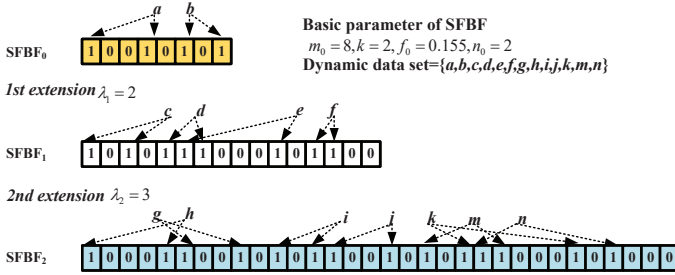 a b
SFBF0 1 0 0 1 0 1 0 1
Basic parameter of SFBF
m0 = 8, k = 2, f0 = 0.155, n0 = 2
Dynamic data set={a,b,c,d,e,f,g,h,i,j,k,m,n}
1st extension λ1 = 2
c d e f
SFBF1 1 0 1 0 1 1 1 0 0 0 1 0 1 1 0 0
2nd extension λ2 = 3
g h i j k m n
SFBF2 1 0 0 0 1 1 0 0 1 0 1 0 1 1 0 0 1 0 1 0 1 1 1 0 0 0 1 0 1 0 0 0